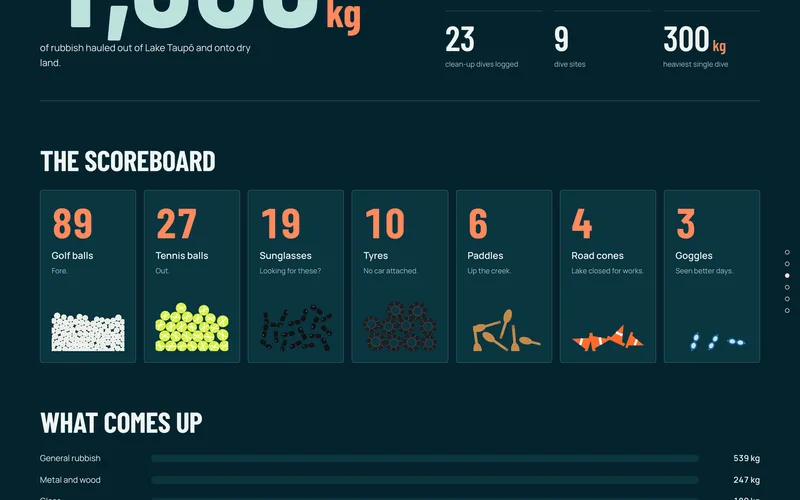 kg
of rubbish hauled out of Lake Taupō and onto dry
land.
23
clean-up dives logged
9
dive sites
300 kg
heaviest single dive
THE SCOREBOARD
89
Golf balls
Fore.
27
Tennis balls
Out.
19
Sunglasses
Looking for these?
10
Tyres
No car attached.
6
Paddles
Up the creek.
4
Road cones
Lake closed for works.
3
Goggles
Seen better days.
WHAT COMES UP
General rubbish
539 kg
Metal and wood
247 kg